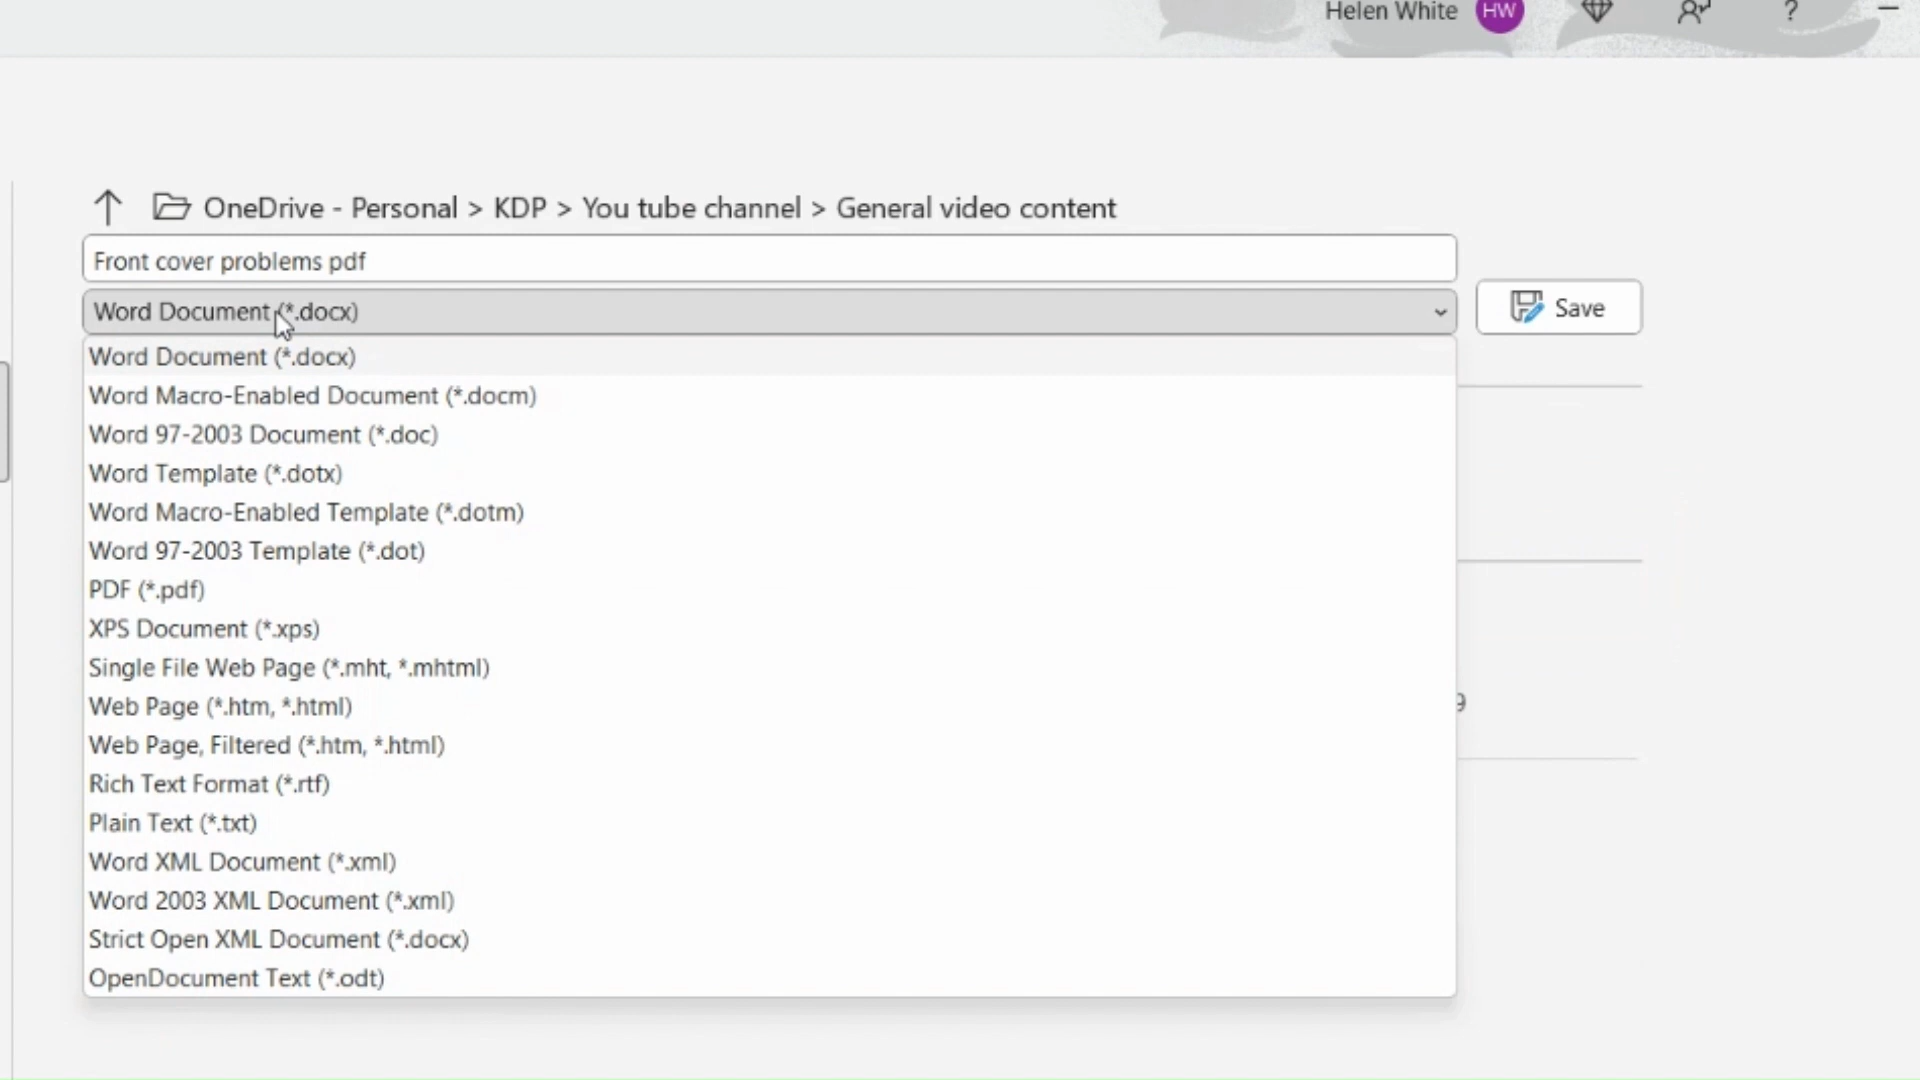 Helen White HW ?
OneDrive - Personal > KDP > You tube channel > General video content
Front cover problems pdf
Word Document (*.docx)
Save
Word Document (*.docx)
Word Macro-Enabled Document (*.docm)
Word 97-2003 Document (*.doc)
Word Template (*.dotx)
Word Macro-Enabled Template (*.dotm)
Word 97-2003 Template (*.dot)
PDF (*.pdf)
XPS Document (*.xps)
Single File Web Page (*.mht, *.mhtml)
9
Web Page (*.htm, *.html)
Web Page, Filtered (*.htm, *.html)
Rich Text Format (*.rtf)
Plain Text (*.txt)
Word XML Document (*.xml)
Word 2003 XML Document (*.xml)
Strict Open XML Document (*.docx)
OpenDocument Text (*.odt)